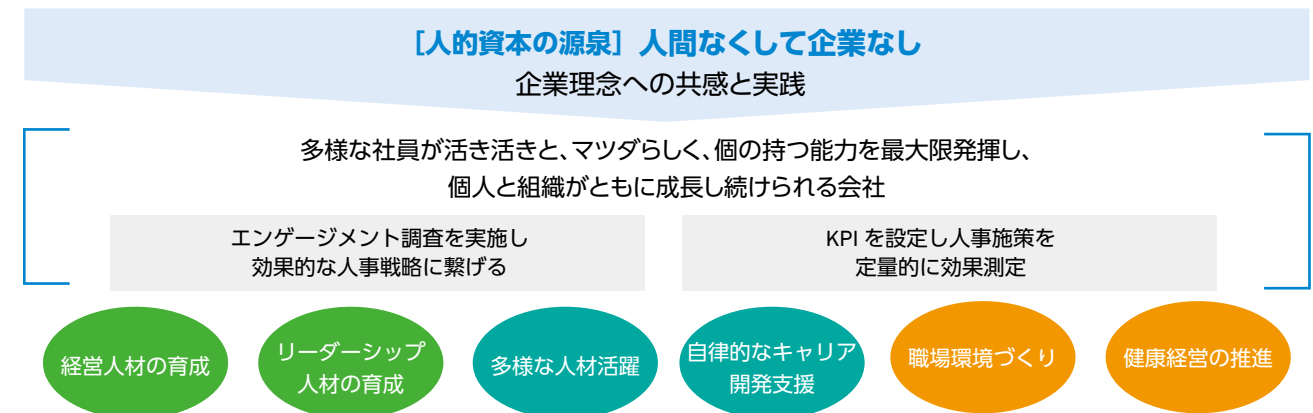 ［人的資本の源泉］人間なくして企業なし
企業理念への共感と実践
多様な社員が活き活きと、マツダらしく、個の持つ能力を最大限発揮し、
個人と組織がともに成長し続けられる会社
エンゲージメント調査を実施し
効果的な人事戦略に繋げる
KPI を設定し人事施策を
定量的に効果測定
経営人材の育成
リーダーシップ
人材の育成
多様な人材活躍
自律的なキャリア
開発支援
職場環境づくり
健康経営の推進